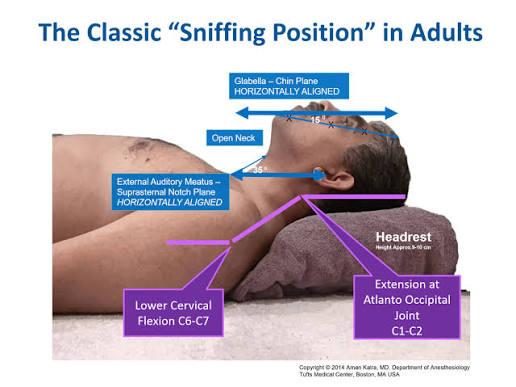 The Classic “Sniffing Position” in Adults
Glabella – Chin Plane
HORIZONTALLY ALIGNED
15°
Open Neck
35°
External Auditory Meatus –
Suprasternal Notch Plane
HORIZONTALLY ALIGNED
Headrest
Height Approx.9-10 cm
Lower Cervical
Flexion C6-C7
Extension at
Atlanto Occipital
Joint
C1-C2
Copyright © 2014 Aman Kalra, MD. Department of Anesthesiology
Tufts Medical Center, Boston, MA USA